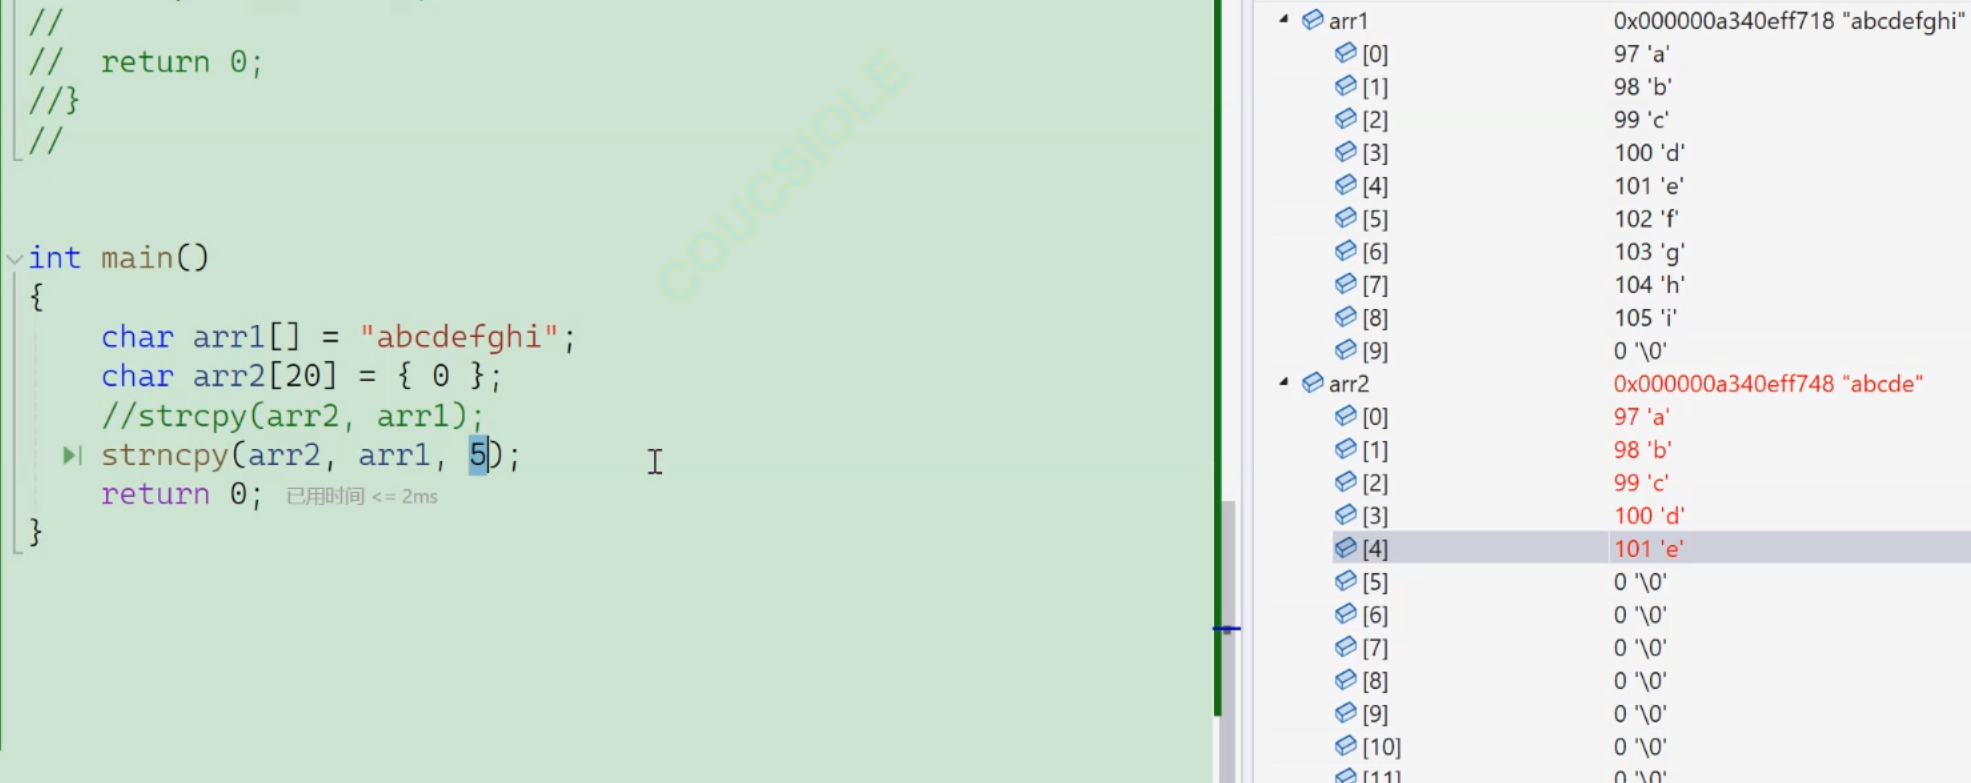 //
//  return 0;
//}
//
int main()
{
    char arr1[] = "abcdefghi";
    char arr2[20] = { 0 };
    //strcpy(arr2, arr1);
    strncpy(arr2, arr1, 5);
    return 0; 已用时间 <= 2ms
}
COUCSIOLE
arr1 0x000000a340eff718 "abcdefghi"
[0] 97 'a'
[1] 98 'b'
[2] 99 'c'
[3] 100 'd'
[4] 101 'e'
[5] 102 'f'
[6] 103 'g'
[7] 104 'h'
[8] 105 'i'
[9] 0 '\0'
arr2 0x000000a340eff748 "abcde"
[0] 97 'a'
[1] 98 'b'
[2] 99 'c'
[3] 100 'd'
[4] 101 'e'
[5] 0 '\0'
[6] 0 '\0'
[7] 0 '\0'
[8] 0 '\0'
[9] 0 '\0'
[10] 0 '\0'
[11] 0 '\0'